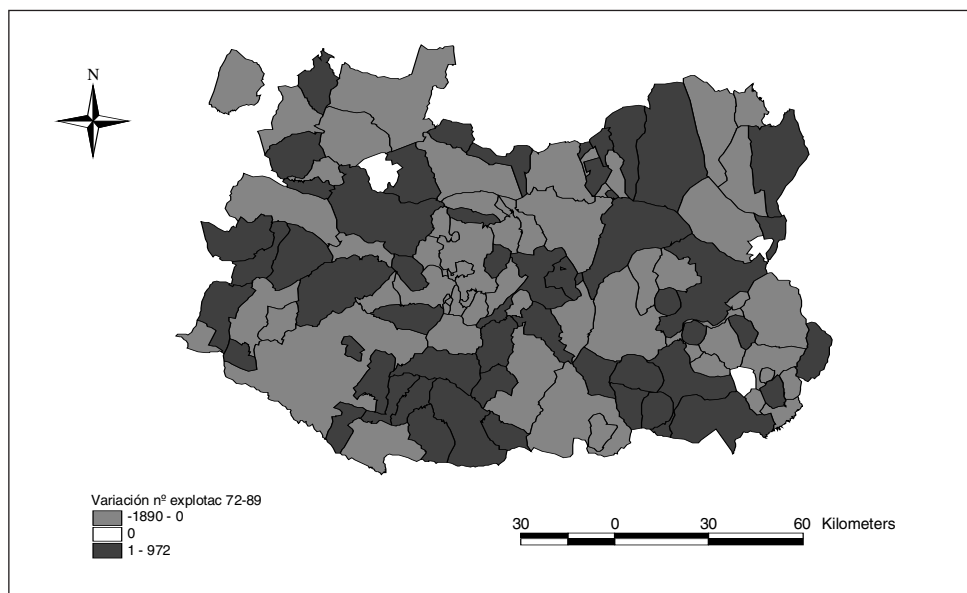 N
Variación nº explotac 72-89
-1890 - 0
0
1 - 972
30 0 30 60 Kilometers